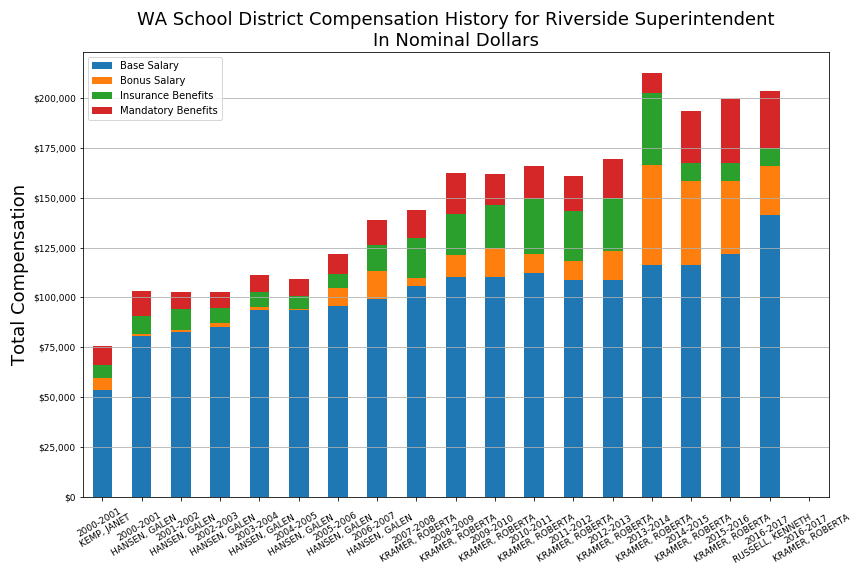 WA School District Compensation History for Riverside Superintendent
In Nominal Dollars
Base Salary
Bonus Salary
Insurance Benefits
Mandatory Benefits
Total Compensation
$200,000
$175,000
$150,000
$125,000
$100,000
$75,000
$50,000
$25,000
$0
2000-2001
KEMP, JANET
2000-2001
HANSEN, GALEN
2001-2002
HANSEN, GALEN
2002-2003
HANSEN, GALEN
2003-2004
HANSEN, GALEN
2004-2005
HANSEN, GALEN
2005-2006
HANSEN, GALEN
2006-2007
HANSEN, GALEN
2007-2008
KRAMER, ROBERTA
2008-2009
KRAMER, ROBERTA
2009-2010
KRAMER, ROBERTA
2010-2011
KRAMER, ROBERTA
2011-2012
KRAMER, ROBERTA
2012-2013
KRAMER, ROBERTA
2013-2014
KRAMER, ROBERTA
2014-2015
KRAMER, ROBERTA
2015-2016
KRAMER, ROBERTA
2016-2017
RUSSELL, KENNETH
2016-2017
KRAMER, ROBERTA